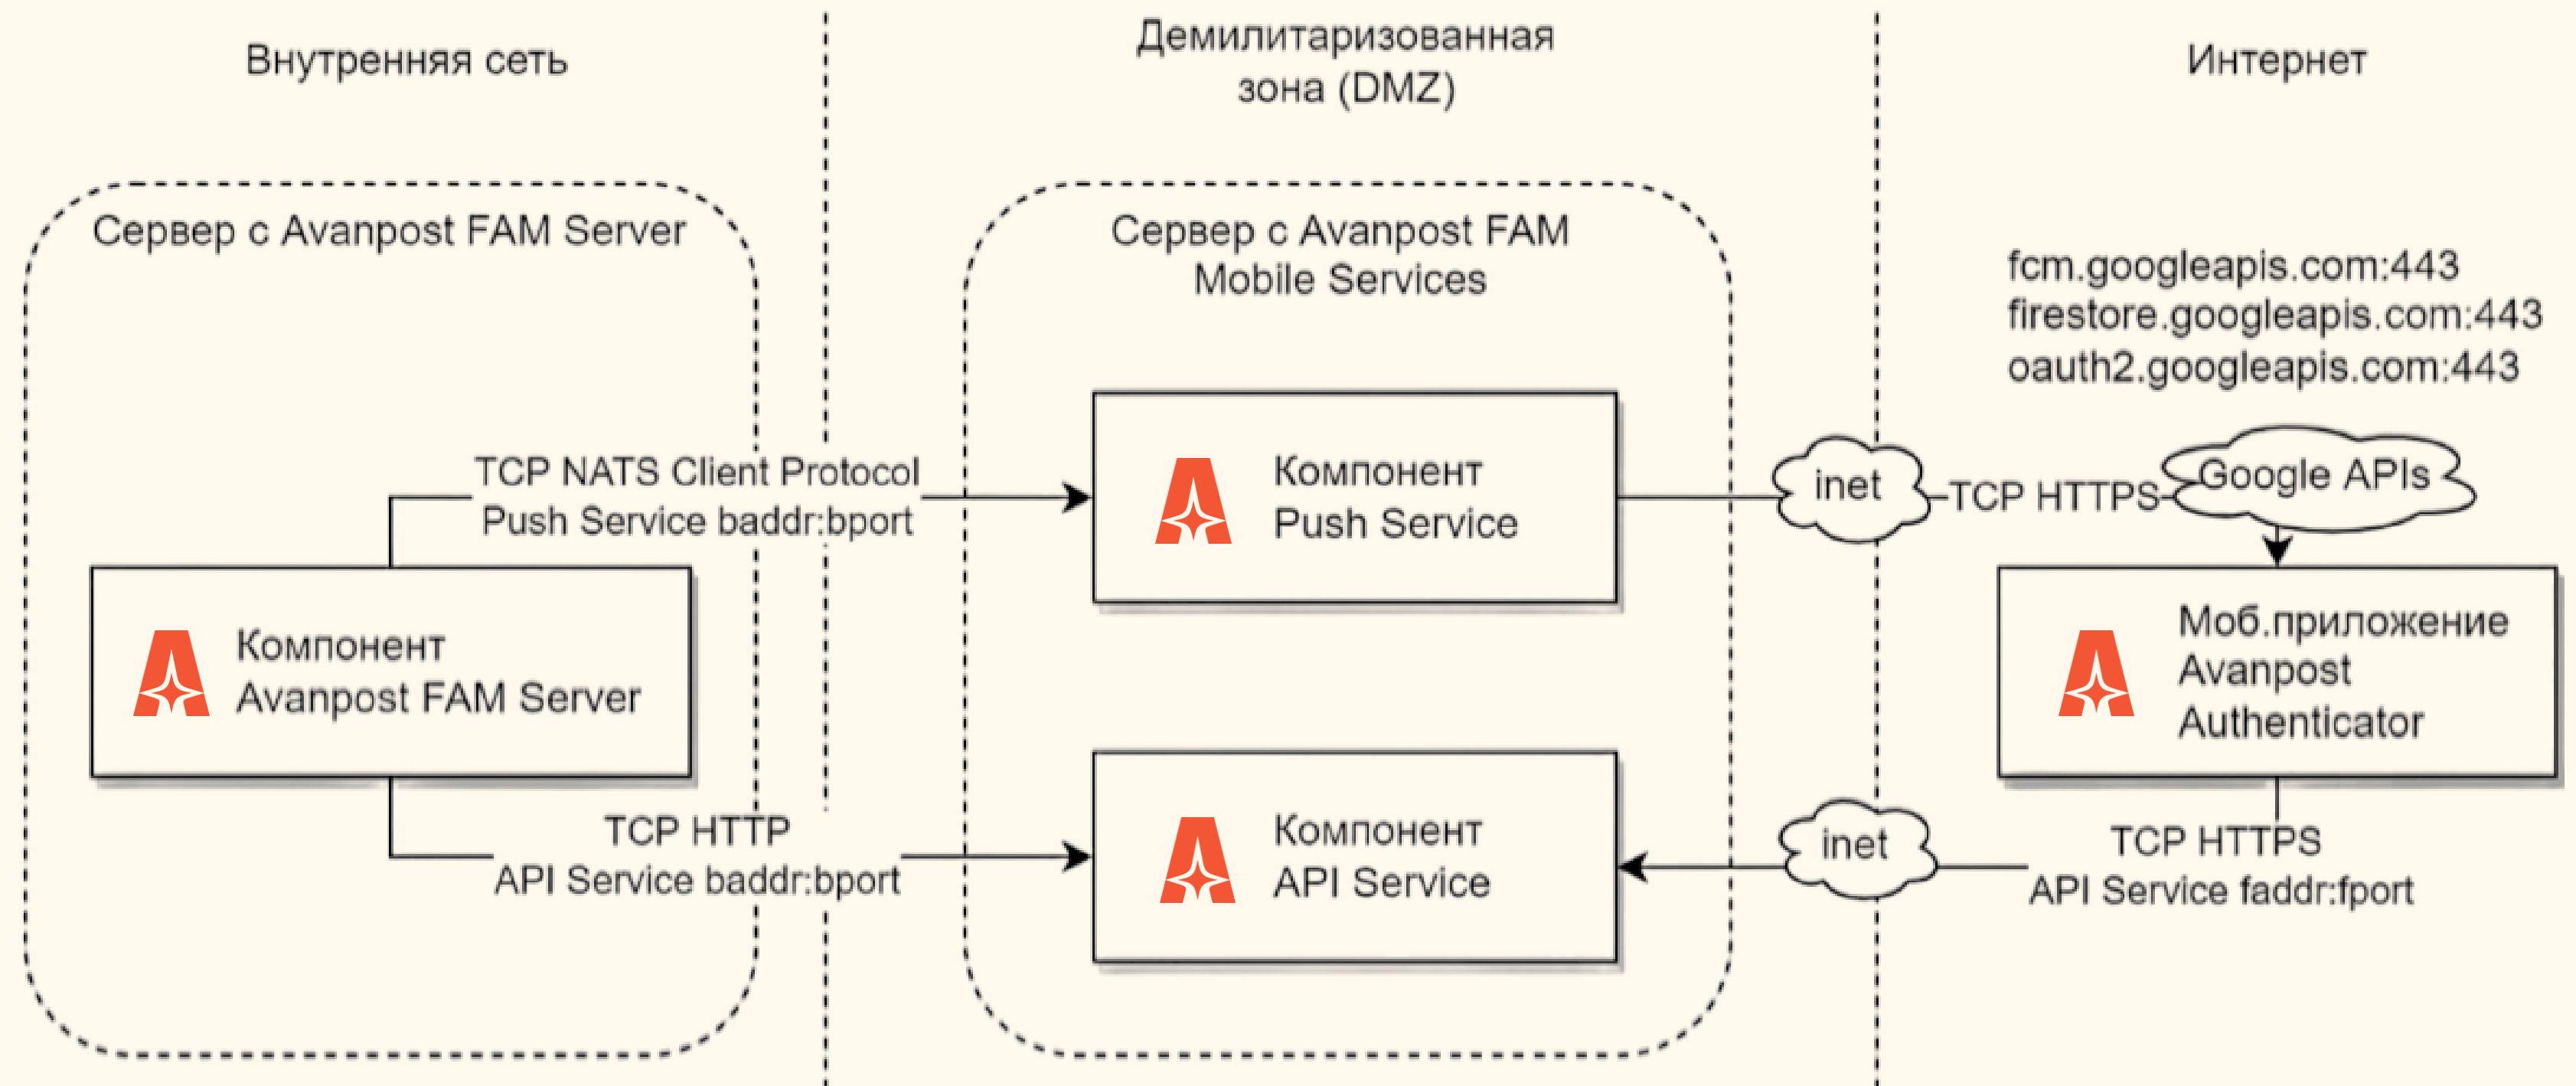 Внутренняя сеть
Демилитаризованная
зона (DMZ)
Интернет
Сервер с Avanpost FAM Server
Сервер с Avanpost FAM
Mobile Services
fcm.googleapis.com:443
firestore.googleapis.com:443
oauth2.googleapis.com:443
TCP NATS Client Protocol
Push Service baddr:bport
Компонент
Push Service
inet
TCP HTTPS
Google APIs
Компонент
Avanpost FAM Server
Моб.приложение
Avanpost
Authenticator
TCP HTTP
API Service baddr:bport
Компонент
API Service
inet
TCP HTTPS
API Service faddr:fport